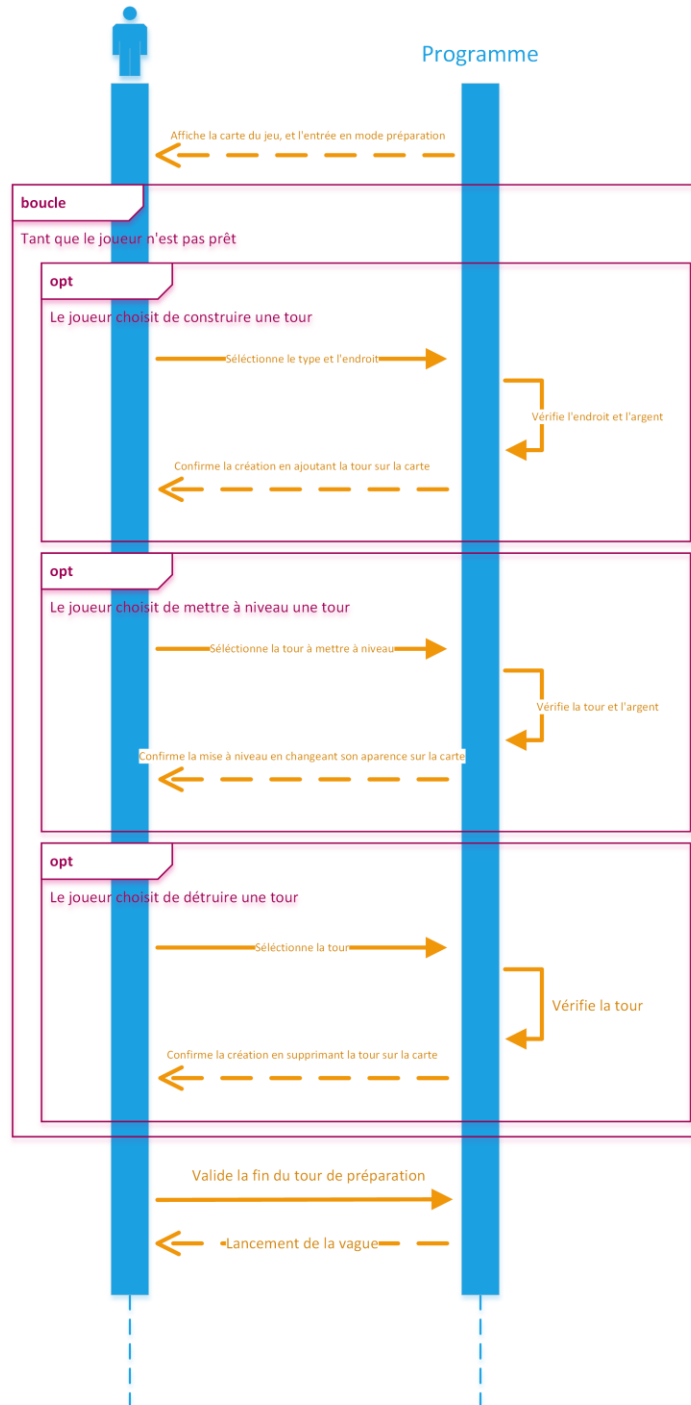 Programme
Affiche la carte du jeu, et l'entrée en mode préparation
boucle
Tant que le joueur n'est pas prêt
opt
Le joueur choisit de construire une tour
Séléctionne le type et l'endroit
Vérifie l'endroit et l'argent
Confirme la création en ajoutant la tour sur la carte
opt
Le joueur choisit de mettre à niveau une tour
Séléctionne la tour à mettre à niveau
Vérifie la tour et l'argent
Confirme la mise à niveau en changeant son aparence sur la carte
opt
Le joueur choisit de détruire une tour
Séléctionne la tour
Vérifie la tour
Confirme la création en supprimant la tour sur la carte
Valide la fin du tour de préparation
Lancement de la vague